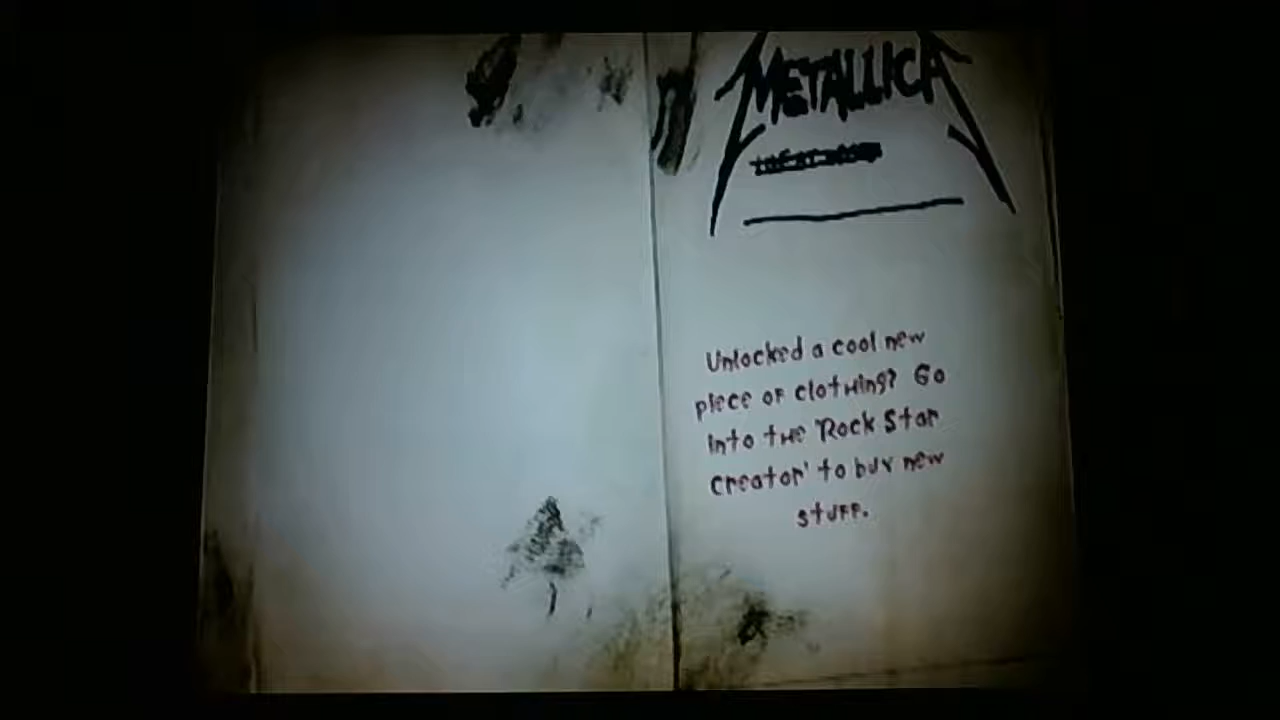 METALLICA
Unlocked a cool new
piece of clothing? Go
into the 'Rock Star
Creator' to buy new
stuff.